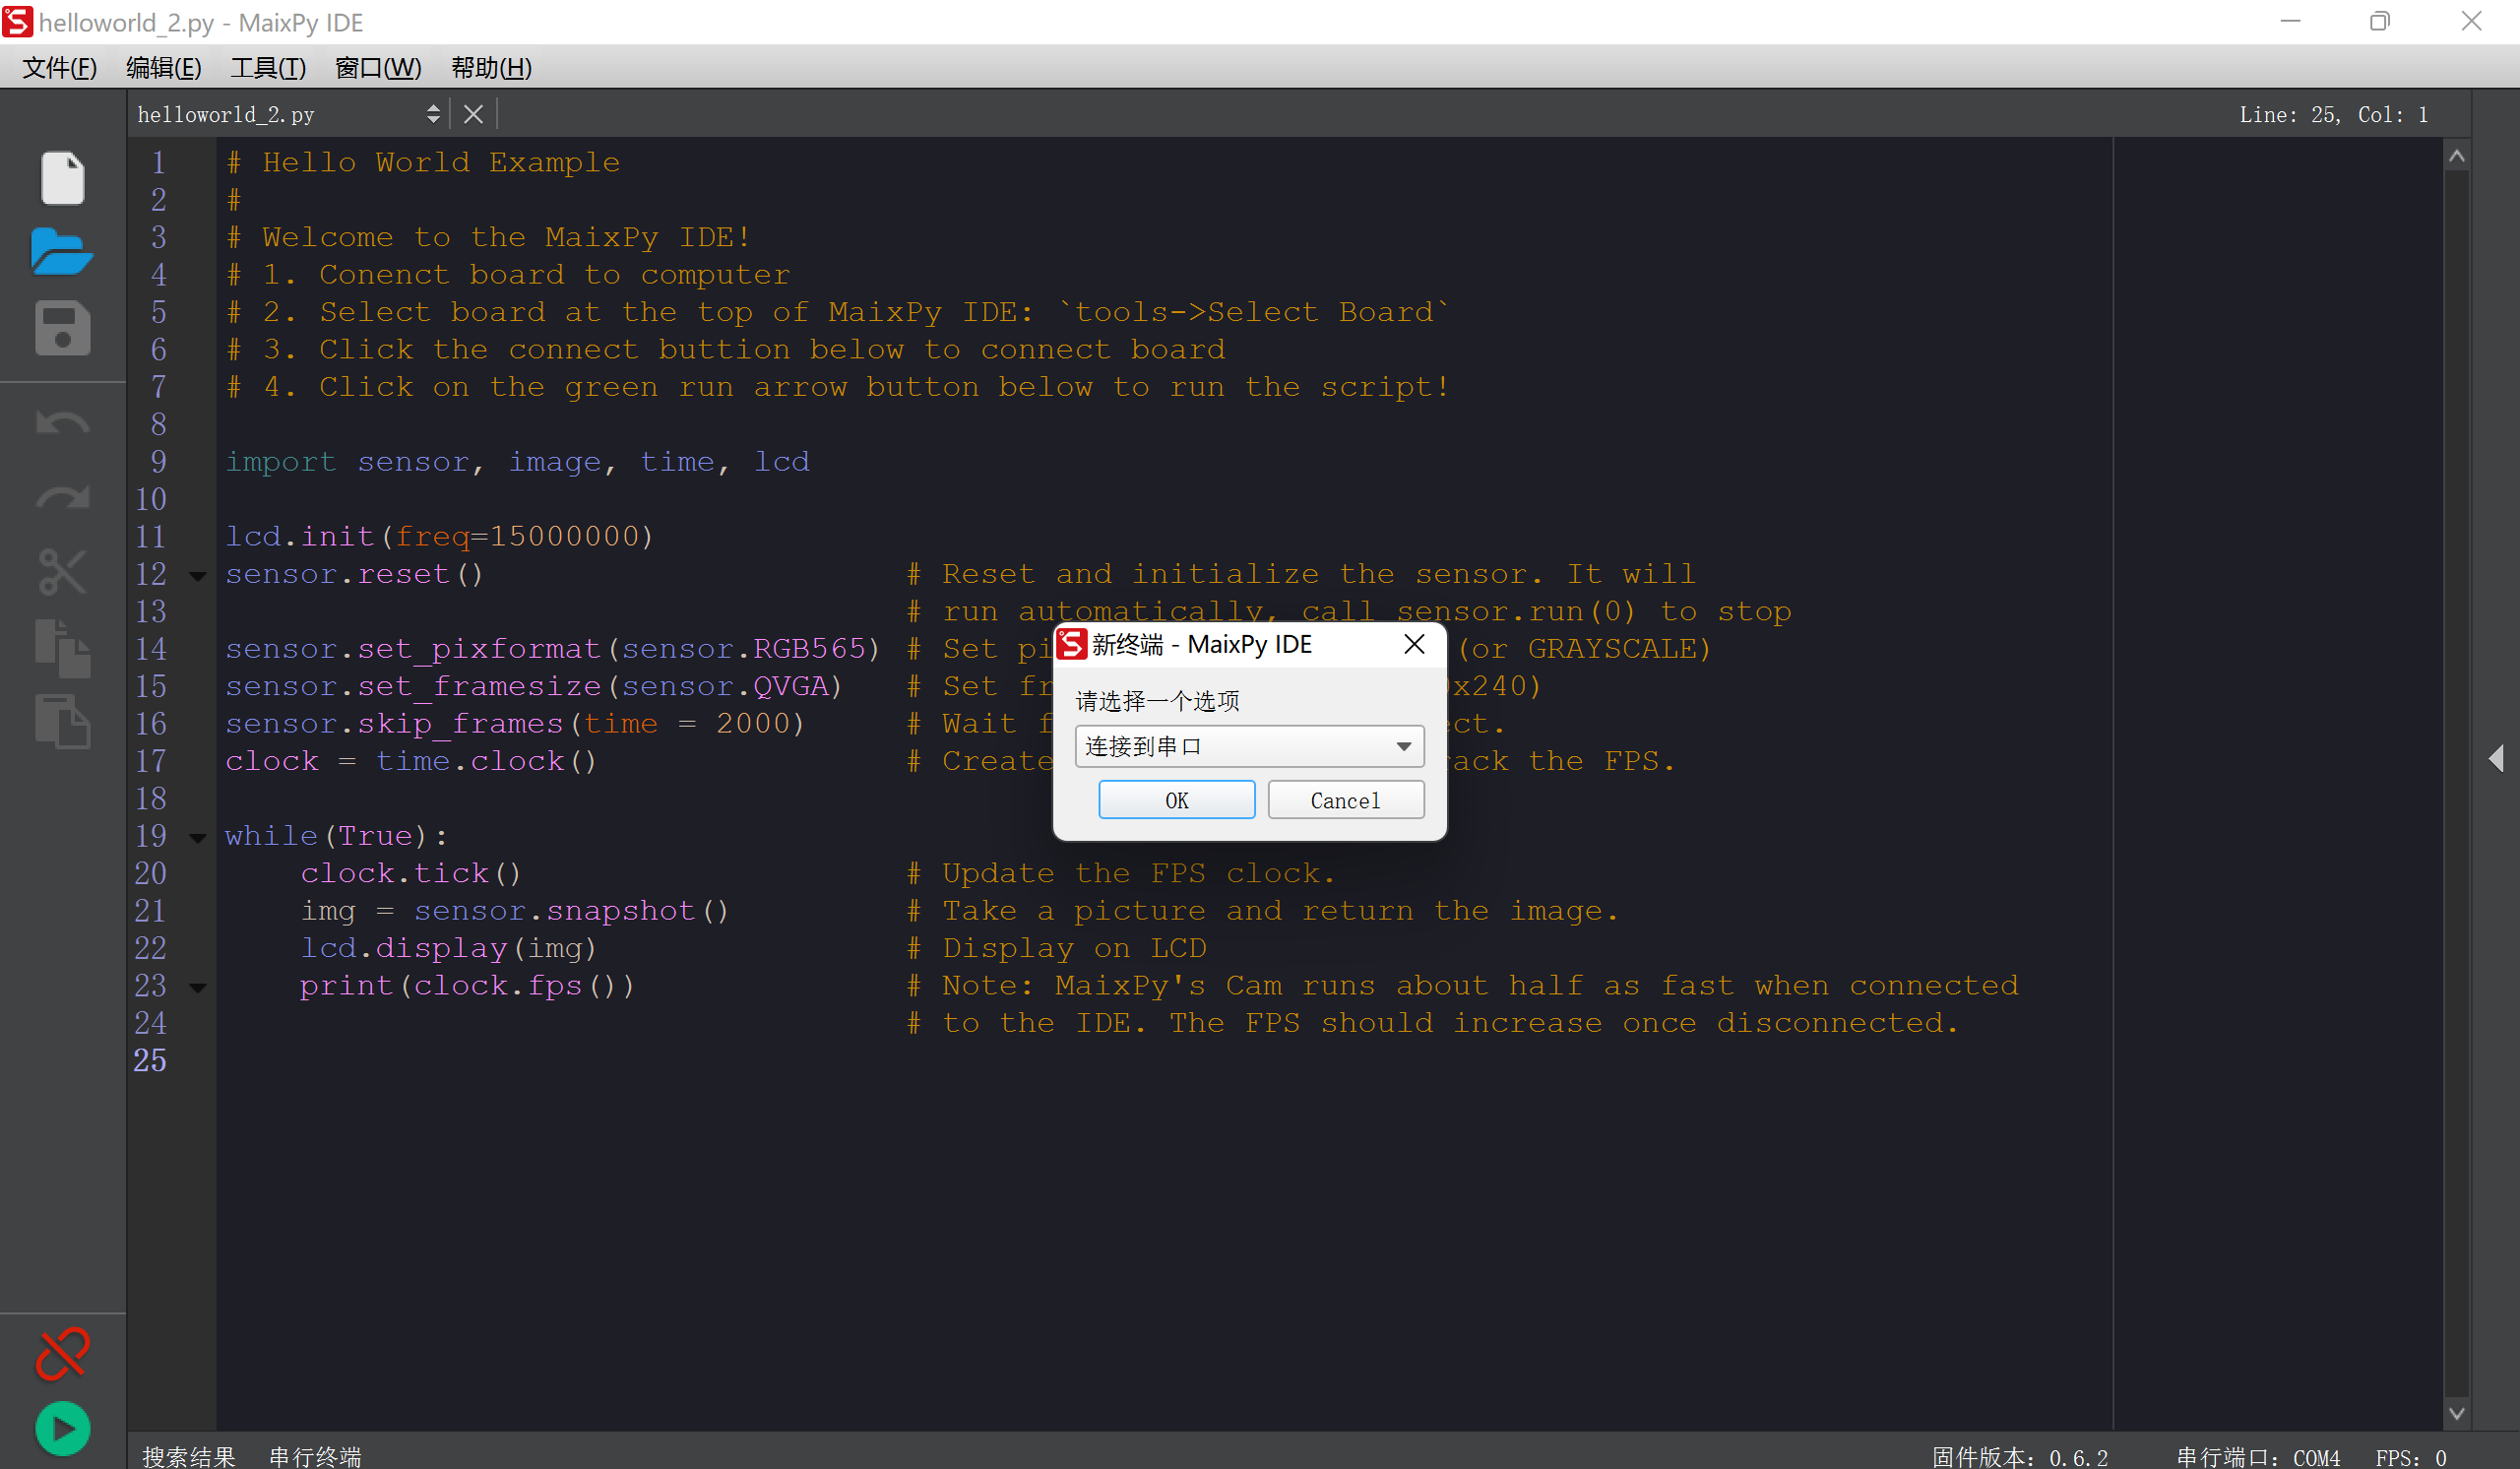 helloworld_2.py - MaixPy IDE
文件(F) 编辑(E) 工具(T) 窗口(W) 帮助(H)
helloworld_2.py Line: 25, Col: 1
1 # Hello World Example
2 #
3 # Welcome to the MaixPy IDE!
4 # 1. Conenct board to computer
5 # 2. Select board at the top of MaixPy IDE: `tools->Select Board`
6 # 3. Click the connect buttion below to connect board
7 # 4. Click on the green run arrow button below to run the script!
8
9 import sensor, image, time, lcd
10
11 lcd.init(freq=15000000)
12 sensor.reset() # Reset and initialize the sensor. It will
13 # run automatically, call sensor.run(0) to stop
14 sensor.set_pixformat(sensor.RGB565) # Set pi (or GRAYSCALE)
15 sensor.set_framesize(sensor.QVGA) # Set fr x240)
16 sensor.skip_frames(time = 2000) # Wait f ct.
17 clock = time.clock() # Create ack the FPS.
18
19 while(True):
20 clock.tick() # Update the FPS clock.
21 img = sensor.snapshot() # Take a picture and return the image.
22 lcd.display(img) # Display on LCD
23 print(clock.fps()) # Note: MaixPy's Cam runs about half as fast when connected
24 # to the IDE. The FPS should increase once disconnected.
25
新终端 - MaixPy IDE
请选择一个选项
连接到串口
OK Cancel
搜索结果 串行终端 固件版本: 0.6.2 串行端口: COM4 FPS: 0